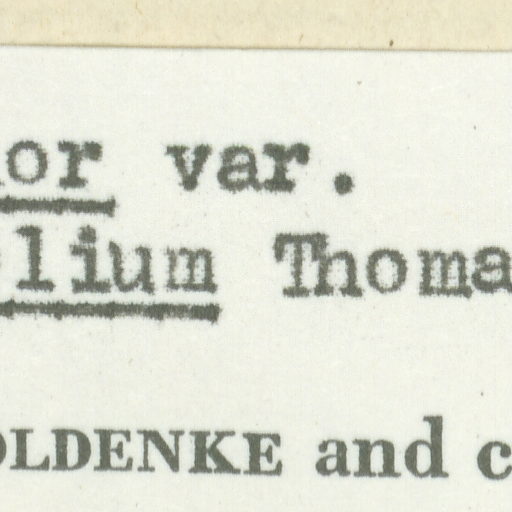 or var.
lium Thoma
OLDENKE and c